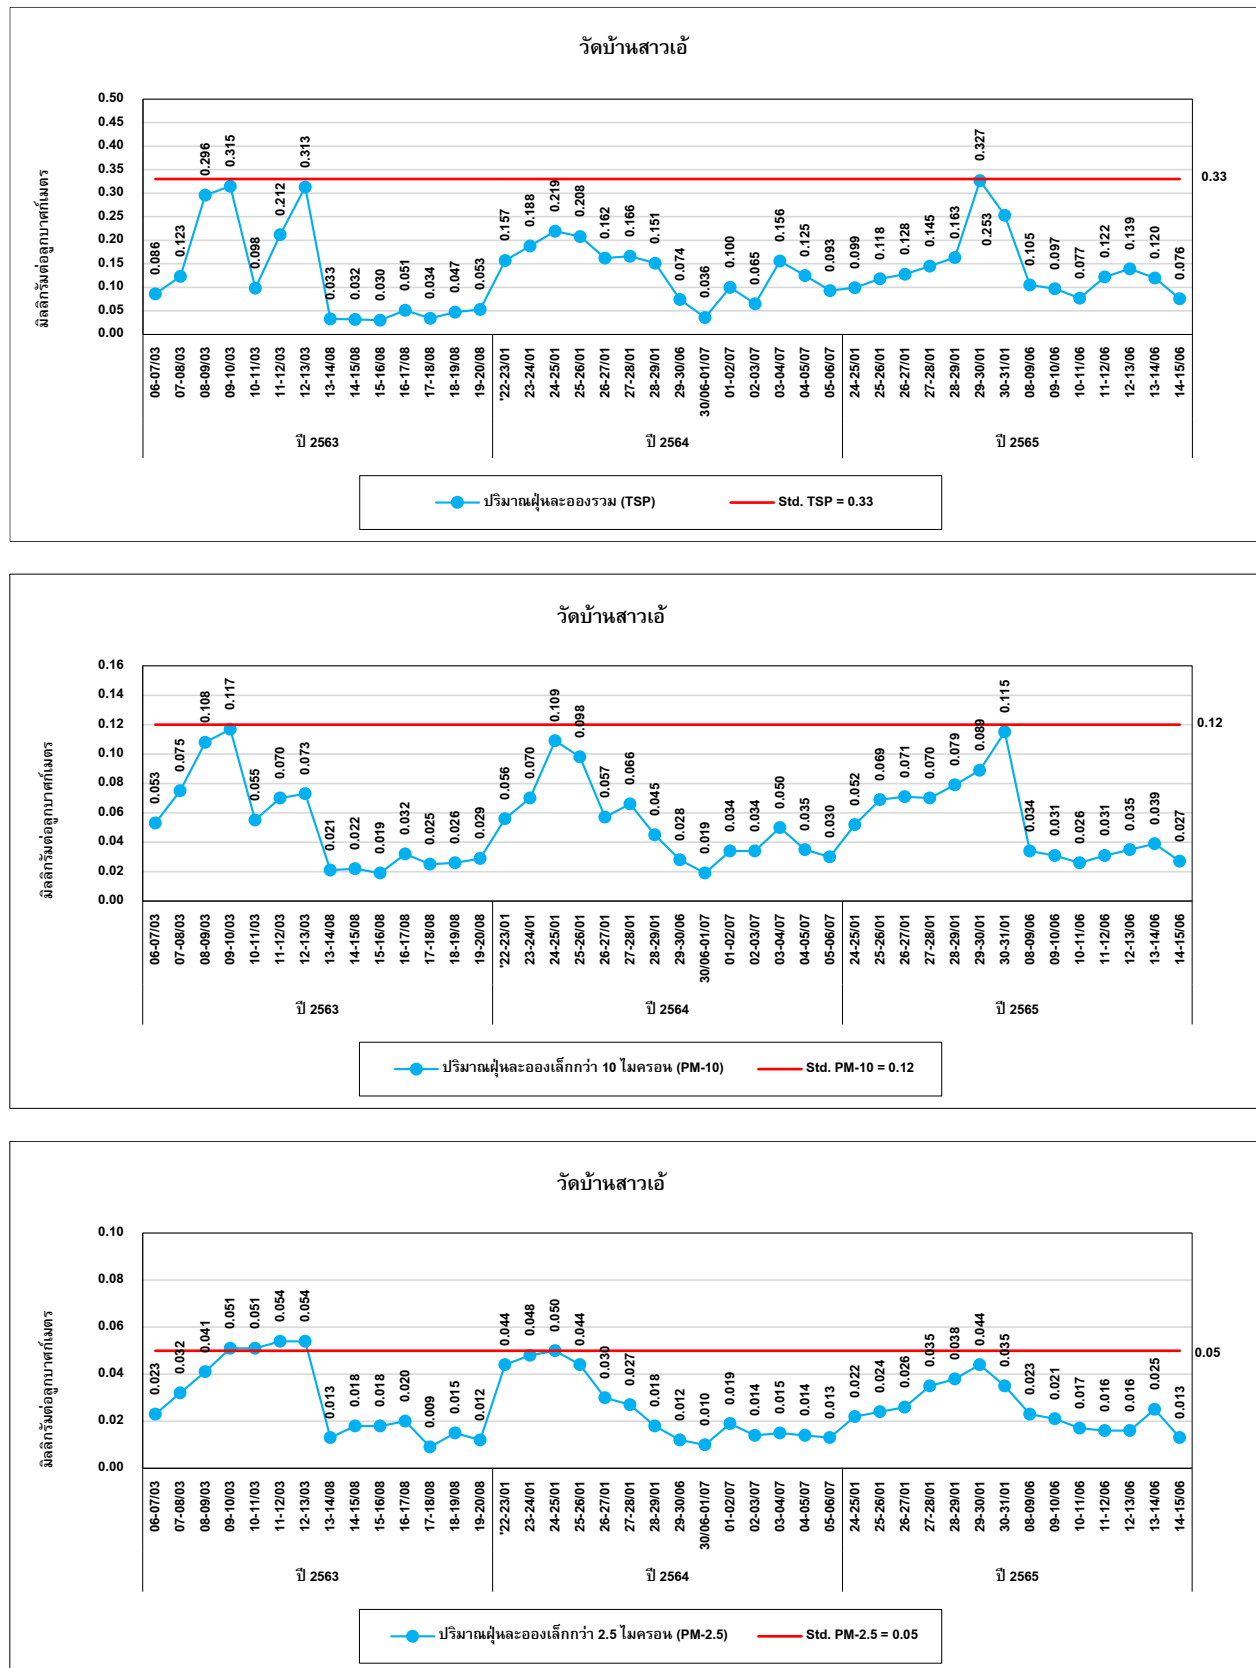 วัดบ้านสาวเอ้
มิลลิกรัมต่อลูกบาศก์เมตร
0.50
0.45
0.40
0.35
0.30
0.25
0.20
0.15
0.10
0.05
0.00
0.086 0.123 0.296 0.315 0.098 0.212 0.313 0.033 0.032 0.030 0.051 0.034 0.047 0.053 0.157 0.188 0.219 0.208 0.162 0.166 0.151 0.074 0.036 0.100 0.065 0.156 0.125 0.093 0.099 0.118 0.128 0.145 0.163 0.327 0.253 0.105 0.097 0.077 0.122 0.139 0.120 0.076
0.33
06-07/03 07-08/03 08-09/03 09-10/03 10-11/03 11-12/03 12-13/03 13-14/08 14-15/08 15-16/08 16-17/08 17-18/08 18-19/08 19-20/08 '22-23/01 23-24/01 24-25/01 25-26/01 26-27/01 27-28/01 28-29/01 29-30/06 30/06-01/07 01-02/07 02-03/07 03-04/07 04-05/07 05-06/07 24-25/01 25-26/01 26-27/01 27-28/01 28-29/01 29-30/01 30-31/01 08-09/06 09-10/06 10-11/06 11-12/06 12-13/06 13-14/06 14-15/06
ปี 2563 ปี 2564 ปี 2565
ปริมาณฝุ่นละอองรวม (TSP) Std. TSP = 0.33
วัดบ้านสาวเอ้
มิลลิกรัมต่อลูกบาศก์เมตร
0.16
0.14
0.12
0.10
0.08
0.06
0.04
0.02
0.00
0.053 0.075 0.108 0.117 0.055 0.070 0.073 0.021 0.022 0.019 0.032 0.025 0.026 0.029 0.056 0.070 0.109 0.098 0.057 0.066 0.045 0.028 0.019 0.034 0.034 0.050 0.035 0.030 0.052 0.069 0.071 0.070 0.079 0.089 0.115 0.034 0.031 0.026 0.031 0.035 0.039 0.027
0.12
06-07/03 07-08/03 08-09/03 09-10/03 10-11/03 11-12/03 12-13/03 13-14/08 14-15/08 15-16/08 16-17/08 17-18/08 18-19/08 19-20/08 '22-23/01 23-24/01 24-25/01 25-26/01 26-27/01 27-28/01 28-29/01 29-30/06 30/06-01/07 01-02/07 02-03/07 03-04/07 04-05/07 05-06/07 24-25/01 25-26/01 26-27/01 27-28/01 28-29/01 29-30/01 30-31/01 08-09/06 09-10/06 10-11/06 11-12/06 12-13/06 13-14/06 14-15/06
ปี 2563 ปี 2564 ปี 2565
ปริมาณฝุ่นละอองเล็กกว่า 10 ไมครอน (PM-10) Std. PM-10 = 0.12
วัดบ้านสาวเอ้
มิลลิกรัมต่อลูกบาศก์เมตร
0.10
0.08
0.06
0.04
0.02
0.00
0.023 0.032 0.041 0.051 0.051 0.054 0.054 0.013 0.018 0.018 0.020 0.009 0.015 0.012 0.044 0.048 0.050 0.044 0.030 0.027 0.018 0.012 0.010 0.019 0.014 0.015 0.014 0.013 0.022 0.024 0.026 0.035 0.038 0.044 0.035 0.023 0.021 0.017 0.016 0.016 0.025 0.013
0.05
06-07/03 07-08/03 08-09/03 09-10/03 10-11/03 11-12/03 12-13/03 13-14/08 14-15/08 15-16/08 16-17/08 17-18/08 18-19/08 19-20/08 '22-23/01 23-24/01 24-25/01 25-26/01 26-27/01 27-28/01 28-29/01 29-30/06 30/06-01/07 01-02/07 02-03/07 03-04/07 04-05/07 05-06/07 24-25/01 25-26/01 26-27/01 27-28/01 28-29/01 29-30/01 30-31/01 08-09/06 09-10/06 10-11/06 11-12/06 12-13/06 13-14/06 14-15/06
ปี 2563 ปี 2564 ปี 2565
ปริมาณฝุ่นละอองเล็กกว่า 2.5 ไมครอน (PM-2.5) Std. PM-2.5 = 0.05